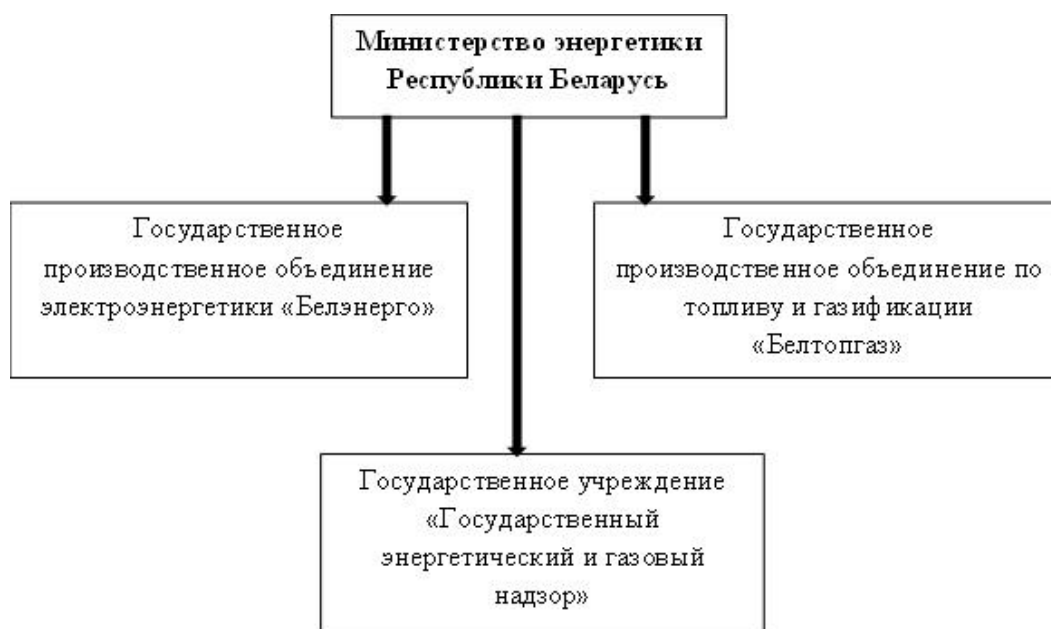 Министерство энергетики
Республики Беларусь
Государственное
производственное объединение
электроэнергетики «Белэнерго»
Государственное
производственное объединение по
топливу и газификации
«Белтопгаз»
Государственное учреждение
«Государственный
энергетический и газовый
надзор»